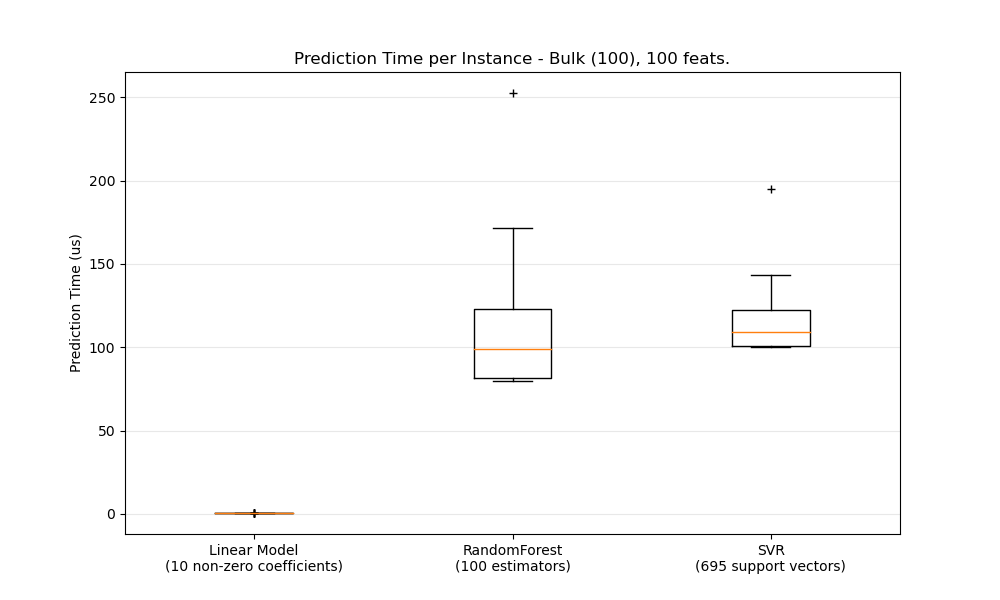 Prediction Time per Instance - Bulk (100), 100 feats.
Prediction Time (us)
250
200
150
100
50
0
Linear Model
(10 non-zero coefficients)
RandomForest
(100 estimators)
SVR
(695 support vectors)